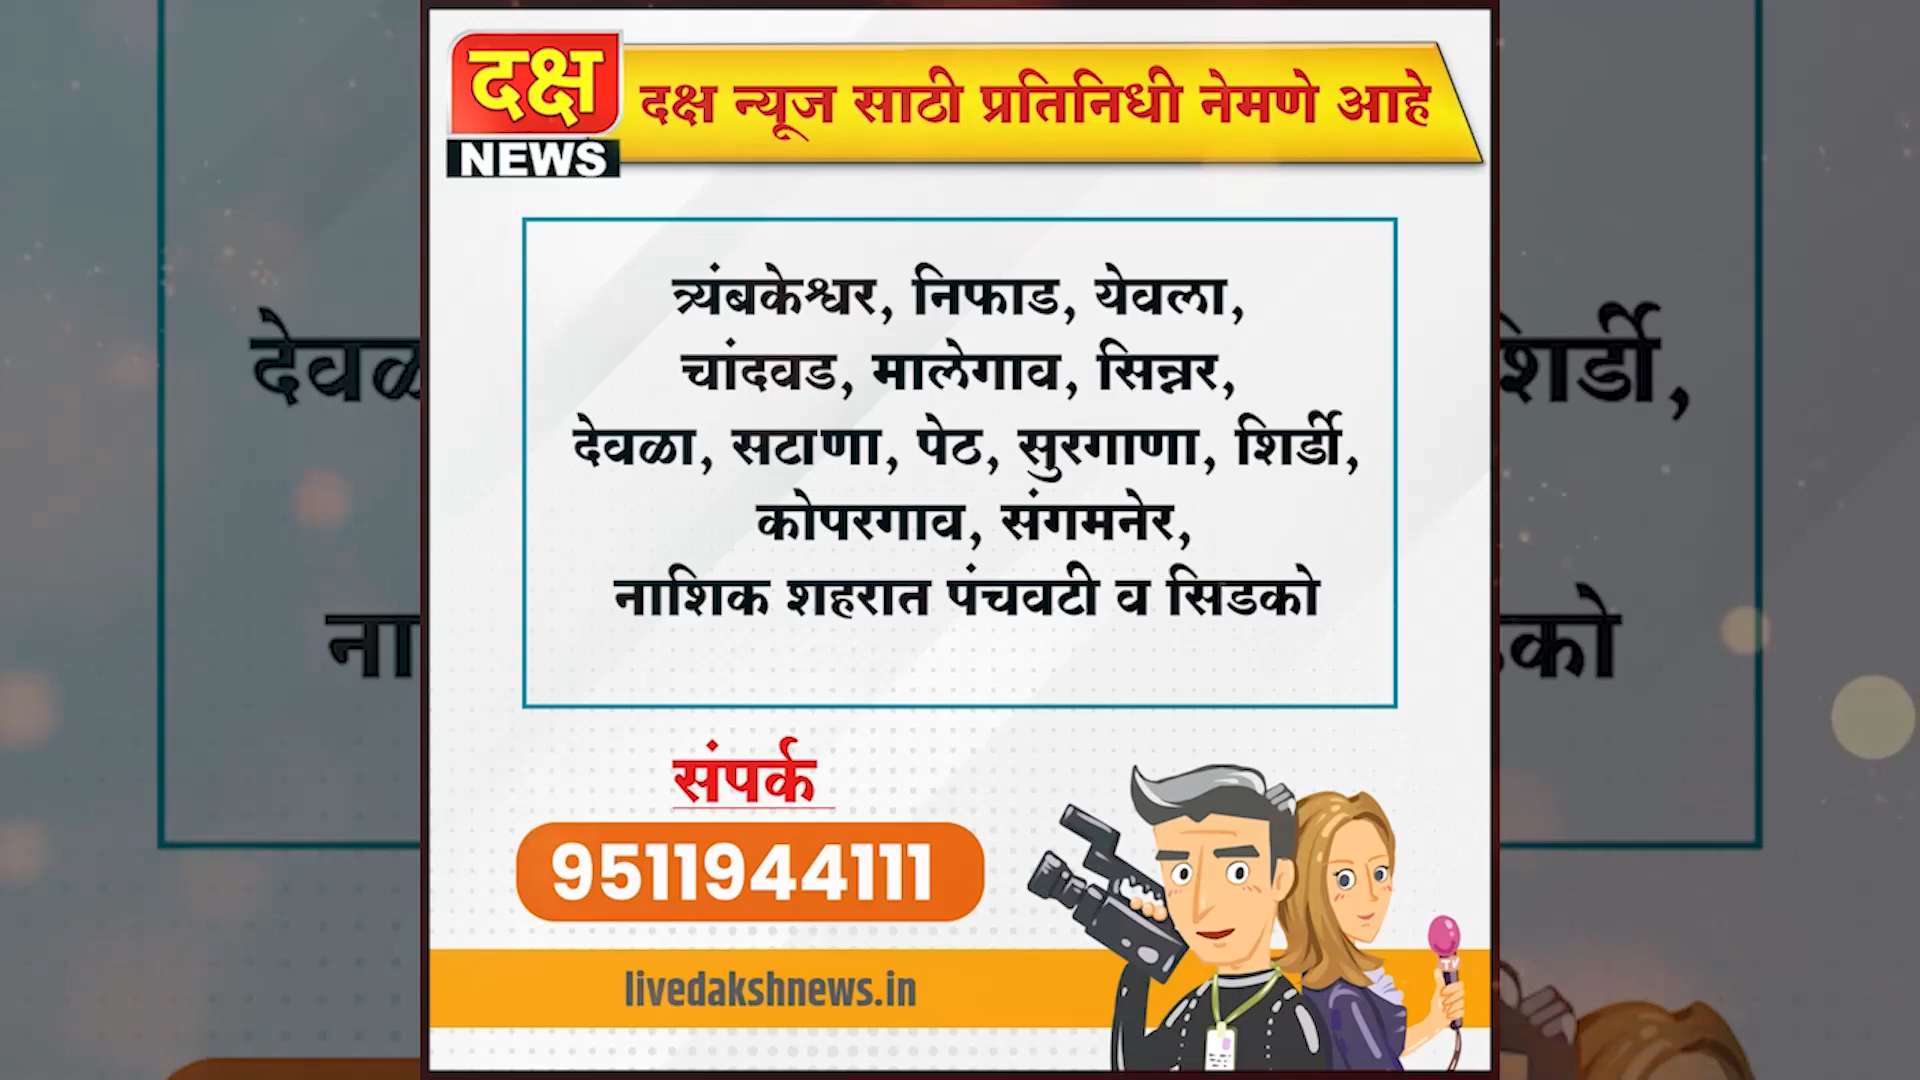 दक्ष
NEWS
दक्ष न्यूज साठी प्रतिनिधी नेमणे आहे
त्र्यंबकेश्वर, निफाड, येवला,
चांदवड, मालेगाव, सिन्नर,
देवळा, सटाणा, पेठ, सुरगाणा, शिर्डी,
कोपरगाव, संगमनेर,
नाशिक शहरात पंचवटी व सिडको
संपर्क
9511944111
livedakshnews.in